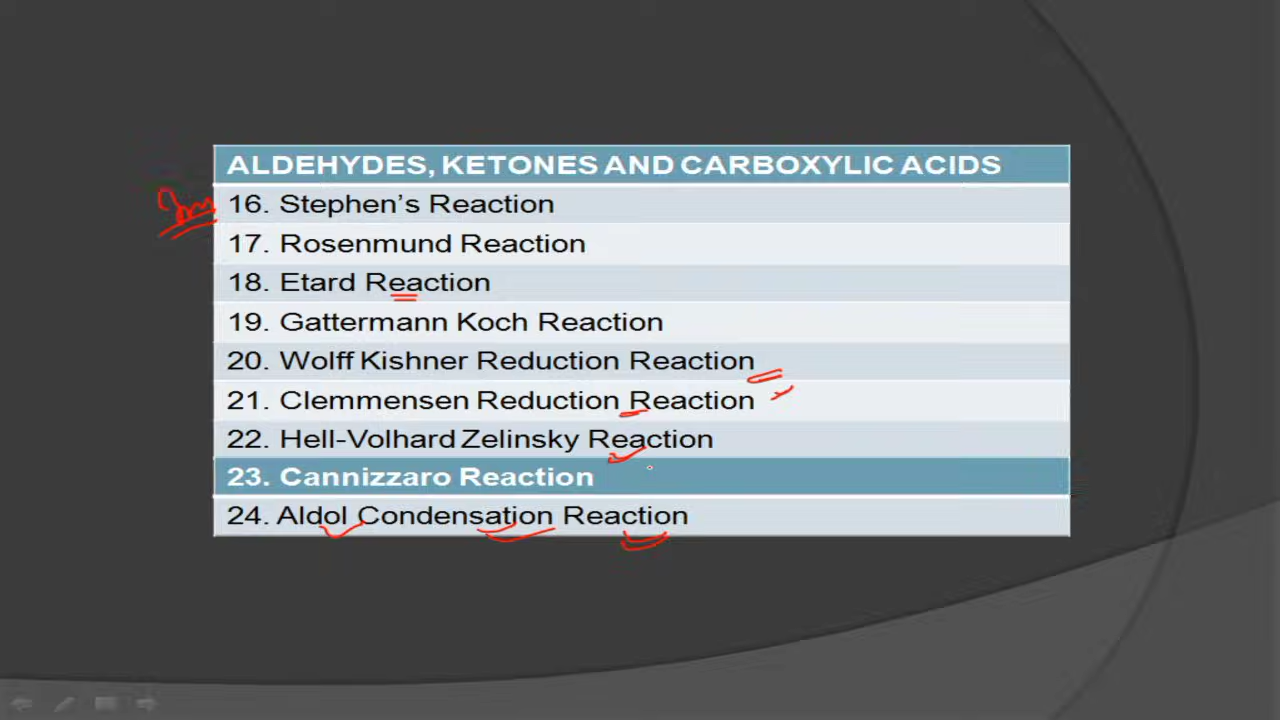 ALDEHYDES, KETONES AND CARBOXYLIC ACIDS
16. Stephen’s Reaction
17. Rosenmund Reaction
18. Etard Reaction
19. Gattermann Koch Reaction
20. Wolff Kishner Reduction Reaction
21. Clemmensen Reduction Reaction
22. Hell-Volhard Zelinsky Reaction
23. Cannizzaro Reaction
24. Aldol Condensation Reaction